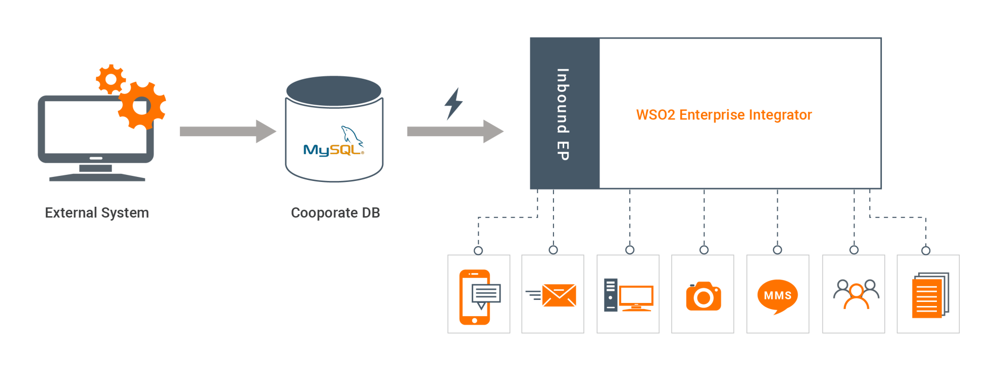 External System
MySQL®
Cooporate DB
Inbound EP
WSO2 Enterprise Integrator
MMS